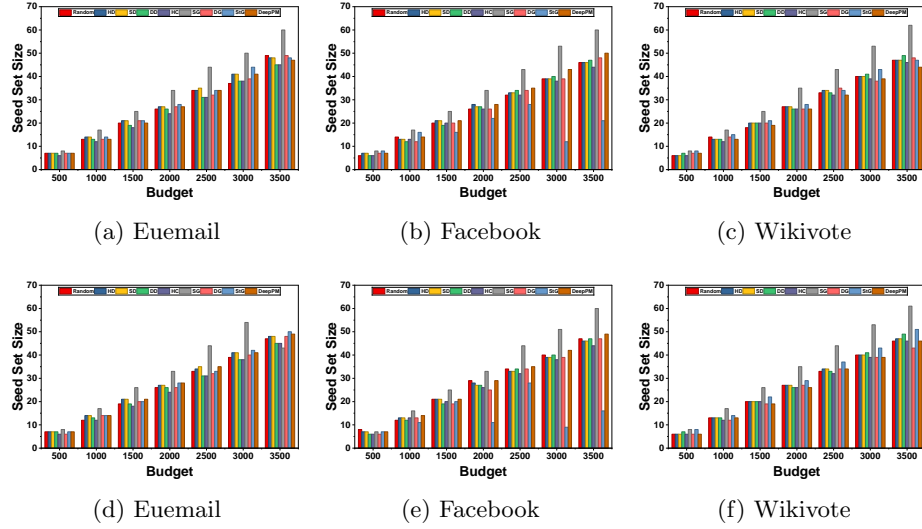 Random HD SD DD HC SG DG StG DeepPM
Seed Set Size
70
60
50
40
30
20
10
0
500 1000 1500 2000 2500 3000 3500
Budget
(a) Euemail
Random HD SD DD HC SG DG StG DeepPM
Seed Set Size
70
60
50
40
30
20
10
0
500 1000 1500 2000 2500 3000 3500
Budget
(b) Facebook
Random HD SD DD HC SG DG StG DeepPM
Seed Set Size
70
60
50
40
30
20
10
0
500 1000 1500 2000 2500 3000 3500
Budget
(c) Wikivote
Random HD SD DD HC SG DG StG DeepPM
Seed Set Size
70
60
50
40
30
20
10
0
500 1000 1500 2000 2500 3000 3500
Budget
(d) Euemail
Random HD SD DD HC SG DG StG DeepPM
Seed Set Size
70
60
50
40
30
20
10
0
500 1000 1500 2000 2500 3000 3500
Budget
(e) Facebook
Random HD SD DD HC SG DG StG DeepPM
Seed Set Size
70
60
50
40
30
20
10
0
500 1000 1500 2000 2500 3000 3500
Budget
(f) Wikivote